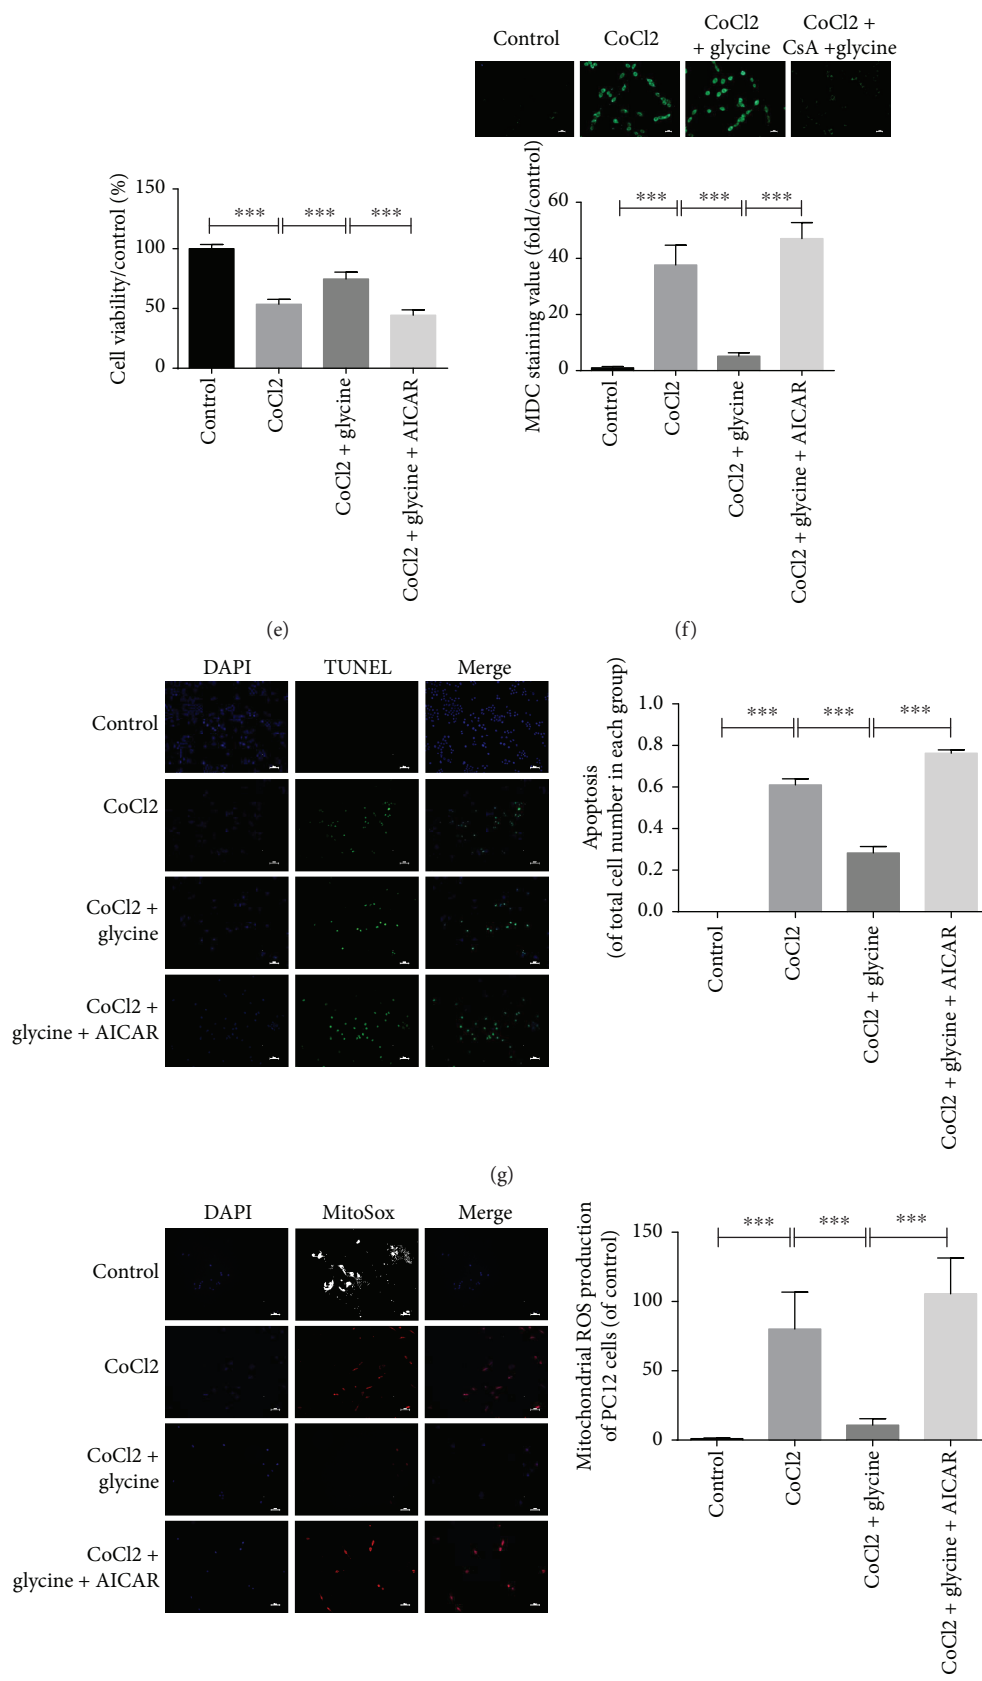 Control
CoCl2
CoCl2
+ glycine
CoCl2 +
CsA +glycine
Cell viability/control (%)
150
100
50
0
***
***
***
Control
CoCl2
CoCl2 + glycine
CoCl2 + glycine + AICAR
(e)
MDC staining value (fold/control)
60
40
20
0
***
***
***
Control
CoCl2
CoCl2 + glycine
CoCl2 + glycine + AICAR
(f)
DAPI
TUNEL
Merge
Control
CoCl2
CoCl2 +
glycine
CoCl2 +
glycine + AICAR
Apoptosis
(of total cell number in each group)
1.0
0.8
0.6
0.4
0.2
0.0
***
***
***
Control
CoCl2
CoCl2 + glycine
CoCl2 + glycine + AICAR
(g)
DAPI
MitoSox
Merge
Control
CoCl2
CoCl2 +
glycine
CoCl2 +
glycine + AICAR
Mitochondrial ROS production
of PC12 cells (of control)
150
100
50
0
***
***
***
Control
CoCl2
CoCl2 + glycine
CoCl2 + glycine + AICAR